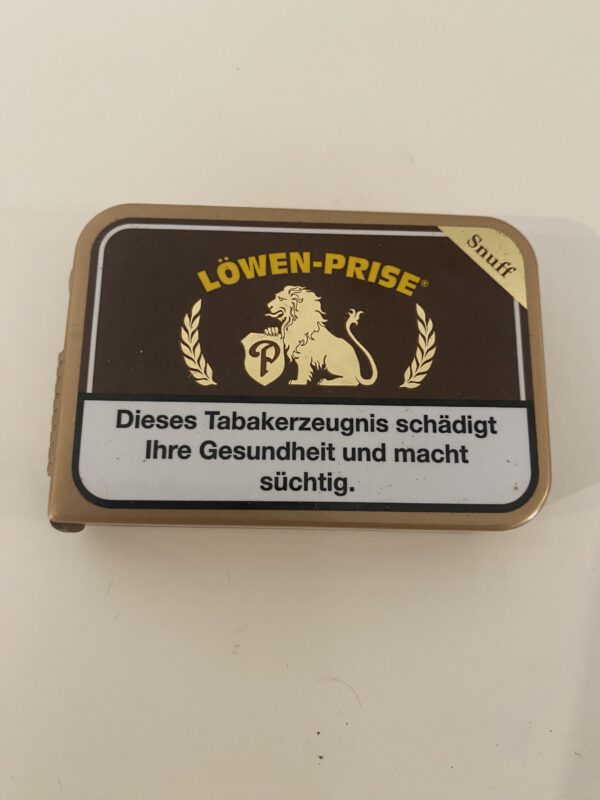 Snuff
LÖWEN-PRISE®
P
Dieses Tabakerzeugnis schädigt
Ihre Gesundheit und macht
süchtig.